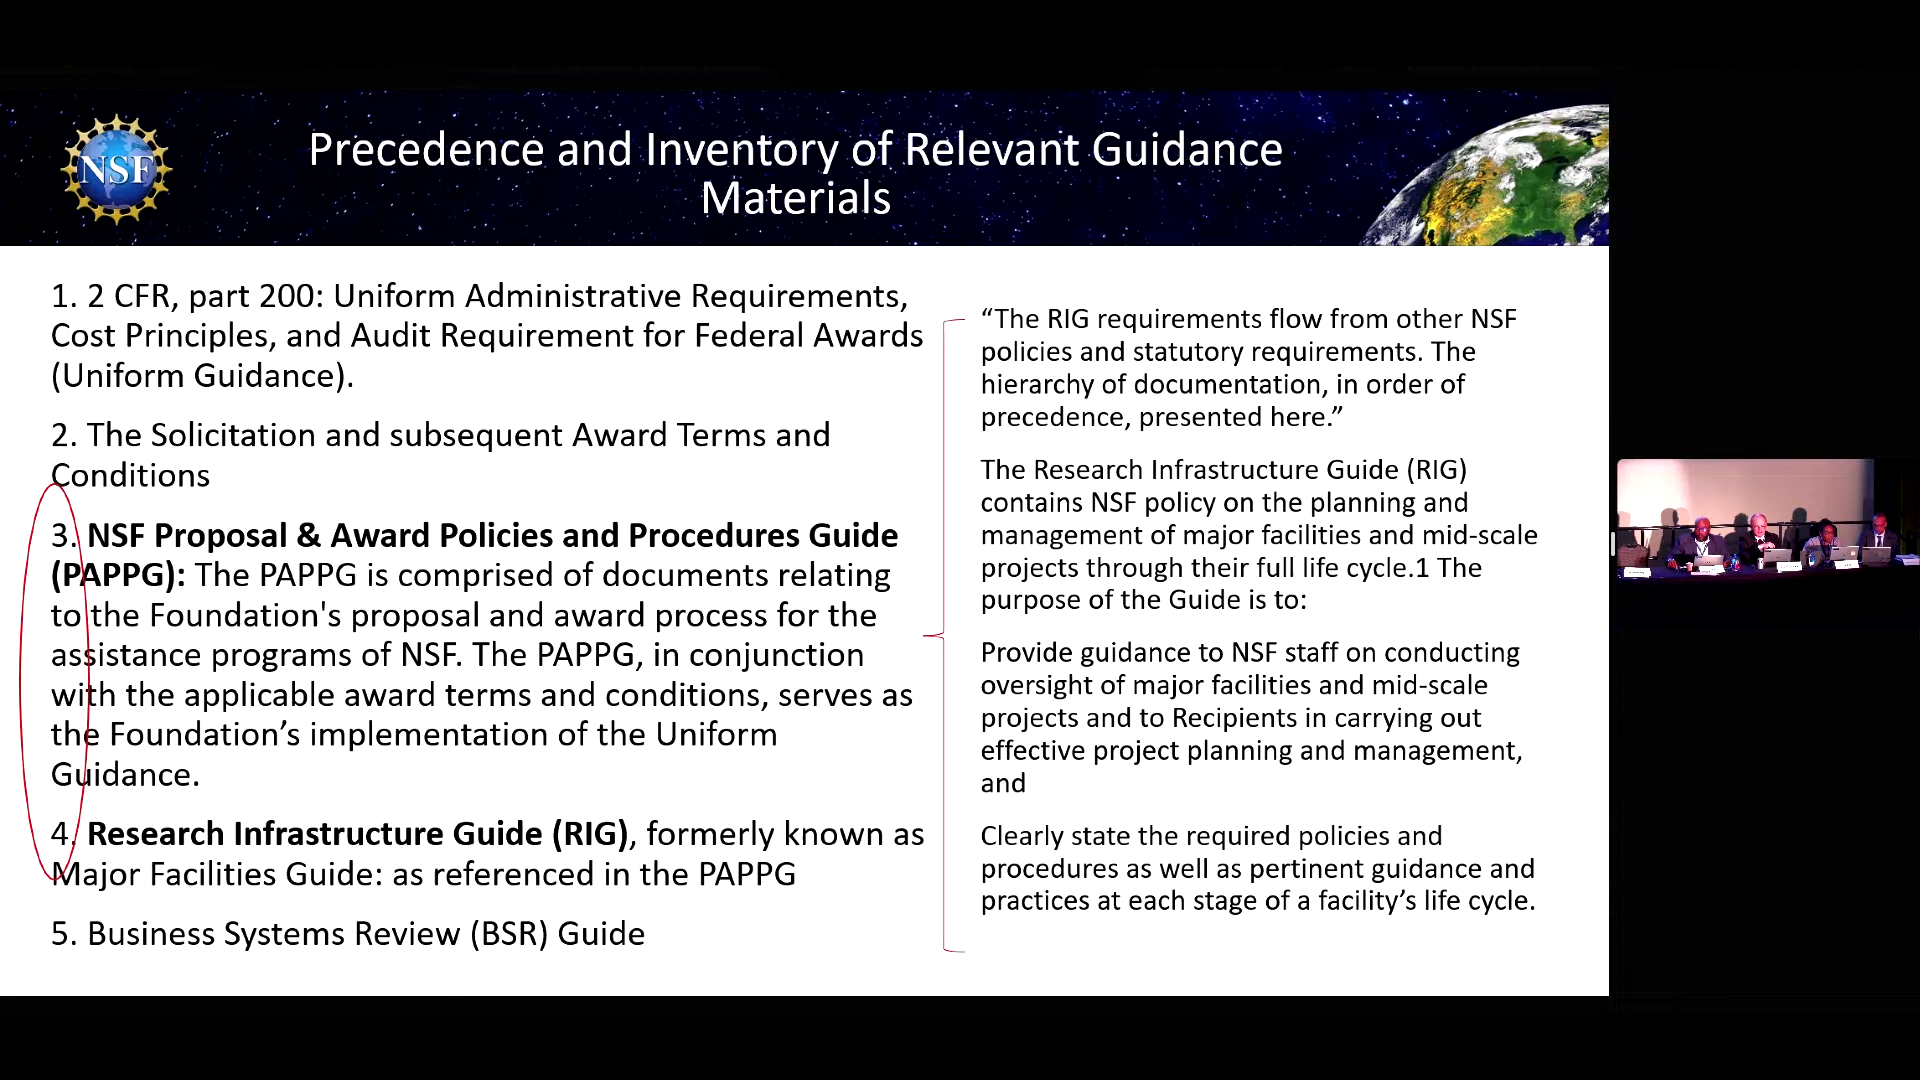 NSF
Precedence and Inventory of Relevant Guidance
Materials
1. 2 CFR, part 200: Uniform Administrative Requirements,
Cost Principles, and Audit Requirement for Federal Awards
(Uniform Guidance).
2. The Solicitation and subsequent Award Terms and
Conditions
3. NSF Proposal & Award Policies and Procedures Guide
(PAPPG): The PAPPG is comprised of documents relating
to the Foundation's proposal and award process for the
assistance programs of NSF. The PAPPG, in conjunction
with the applicable award terms and conditions, serves as
the Foundation’s implementation of the Uniform
Guidance.
4. Research Infrastructure Guide (RIG), formerly known as
Major Facilities Guide: as referenced in the PAPPG
5. Business Systems Review (BSR) Guide
“The RIG requirements flow from other NSF
policies and statutory requirements. The
hierarchy of documentation, in order of
precedence, presented here.”
The Research Infrastructure Guide (RIG)
contains NSF policy on the planning and
management of major facilities and mid-scale
projects through their full life cycle.1 The
purpose of the Guide is to:
Provide guidance to NSF staff on conducting
oversight of major facilities and mid-scale
projects and to Recipients in carrying out
effective project planning and management,
and
Clearly state the required policies and
procedures as well as pertinent guidance and
practices at each stage of a facility’s life cycle.